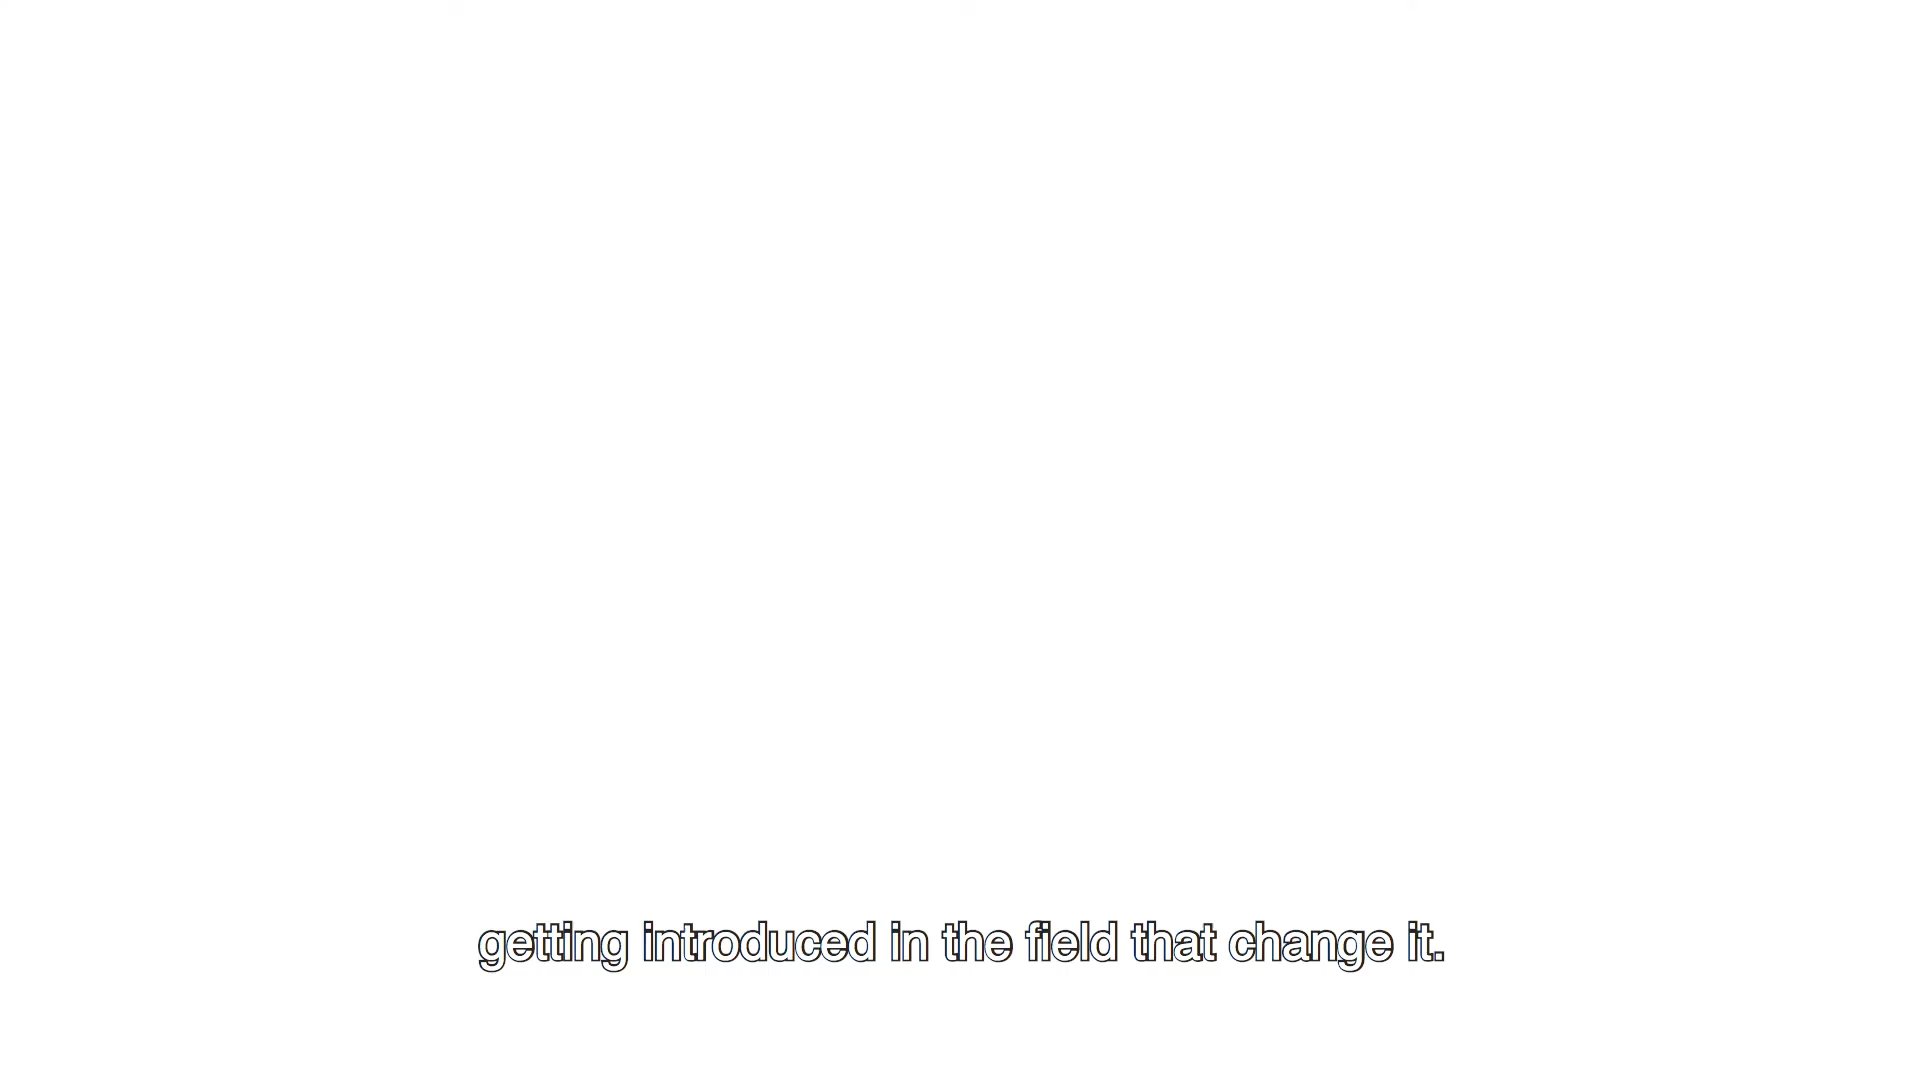 getting introduced in the field that change it.